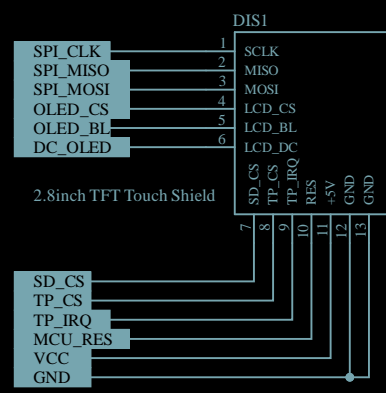 DIS1
SPI_CLK 1 SCLK
SPI_MISO 2 MISO
SPI_MOSI 3 MOSI
OLED_CS 4 LCD_CS
OLED_BL 5 LCD_BL
DC_OLED 6 LCD_DC
2.8inch TFT Touch Shield
SD_CS TP_CS TP_IRQ RES +5V GND GND
7 8 9 10 11 12 13
SD_CS
TP_CS
TP_IRQ
MCU_RES
VCC
GND